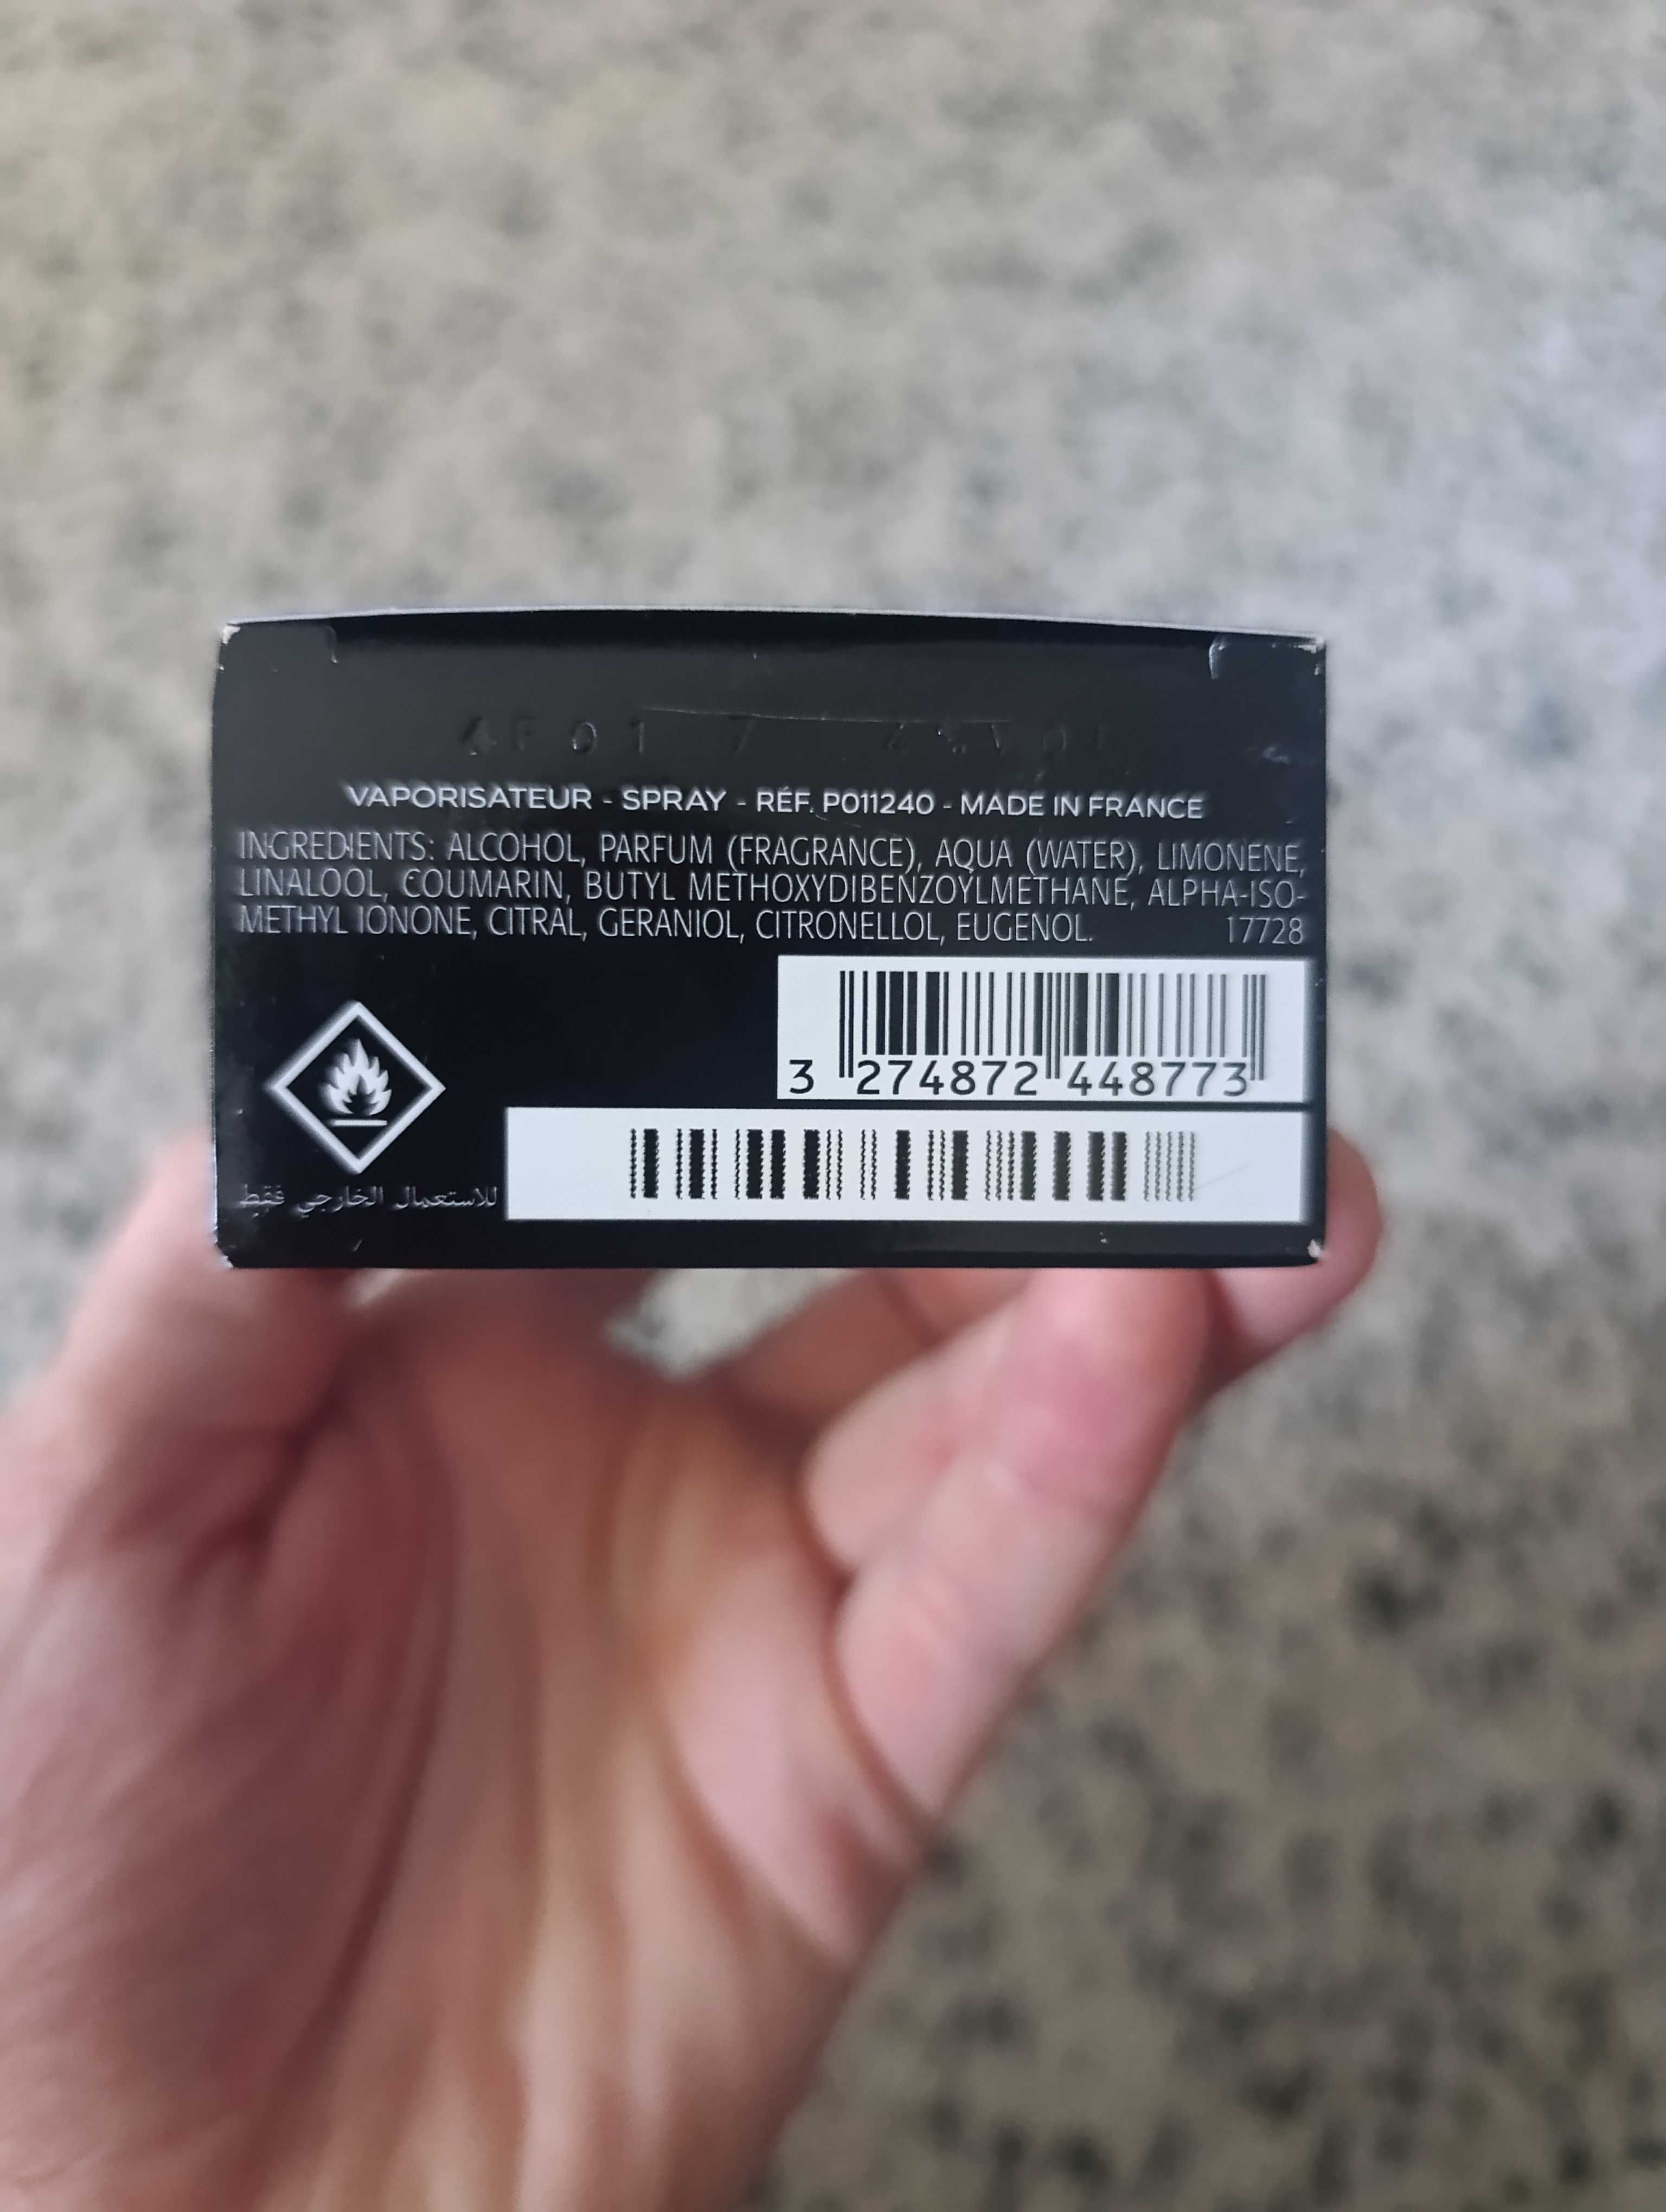 VAPORISATEUR - SPRAY - RÉF. P011240 - MADE IN FRANCE
INGREDIENTS: ALCOHOL, PARFUM (FRAGRANCE), AQUA (WATER), LIMONENE,
LINALOOL, COUMARIN, BUTYL METHOXYDIBENZOYLMETHANE, ALPHA-ISO-
METHYL IONONE, CITRAL, GERANIOL, CITRONELLOL, EUGENOL. 17728
3 274872 448773
للاستعمال الخارجي فقط